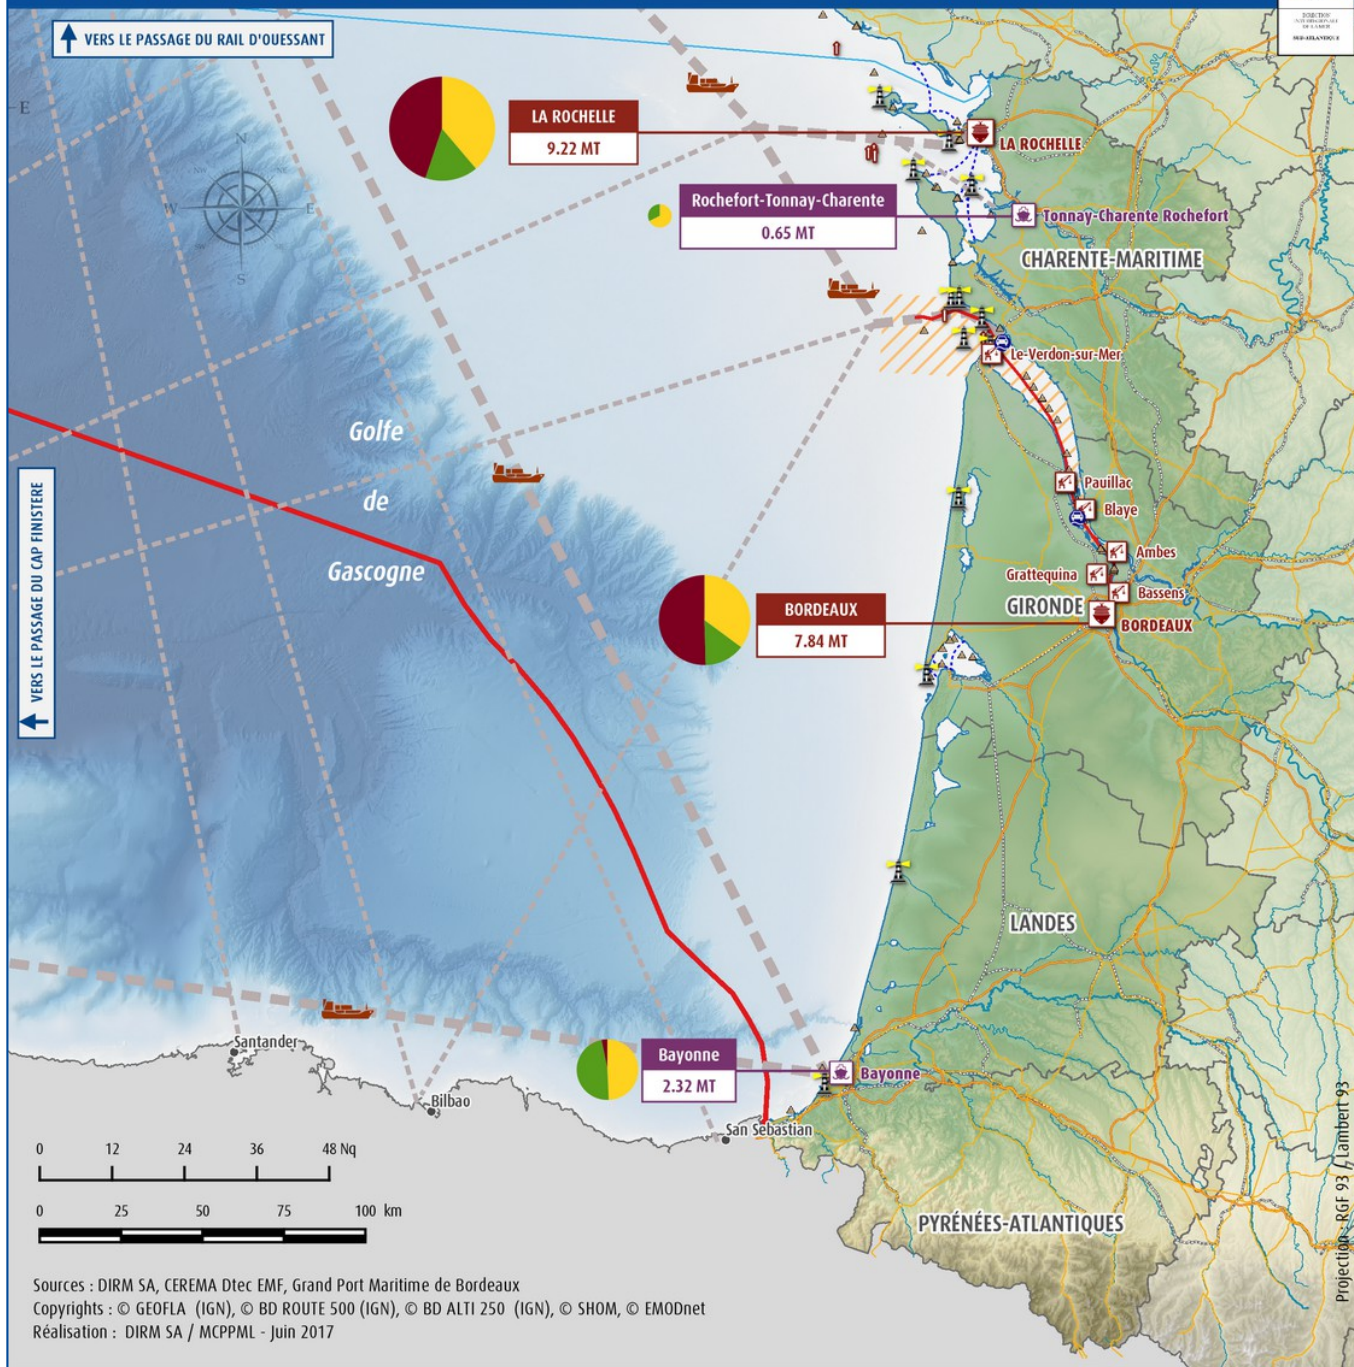 VERS LE PASSAGE DU RAIL D'OUESSANT
DIRECTION
SUD-ATLANTIQUE
E
LA ROCHELLE
9.22 MT
LA ROCHELLE
N
W
E
S
Rochefort-Tonnay-Charente
0.65 MT
Tonnay-Charente Rochefort
CHARENTE-MARITIME
Le-Verdon-sur-Mer
Golfe
de
Gascogne
VERS LE PASSAGE DU CAP FINISTERE
Pauillac
Blaye
Ambes
Grattequina
Bassens
GIRONDE
BORDEAUX
BORDEAUX
7.84 MT
LANDES
Santander
Bilbao
San Sebastian
Bayonne
2.32 MT
Bayonne
PYRÉNÉES-ATLANTIQUES
0 12 24 36 48 Nq
0 25 50 75 100 km
Sources : DIRM SA, CEREMA Dtec EMF, Grand Port Maritime de Bordeaux
Copyrights : © GEOFLA (IGN), © BD ROUTE 500 (IGN), © BD ALTI 250 (IGN), © SHOM, © EMODnet
Réalisation : DIRM SA / MCPPML - Juin 2017
Projection : RGF 93 / Lambert 93